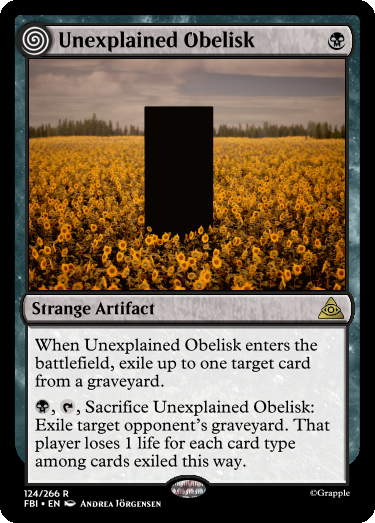 Unexplained Obelisk
Strange Artifact
When Unexplained Obelisk enters the
battlefield, exile up to one target card
from a graveyard.
, , Sacrifice Unexplained Obelisk:
Exile target opponent's graveyard. That
player loses 1 life for each card type
among cards exiled this way.
124/266 R
FBI • EN Andrea Jörgensen
©Grapple